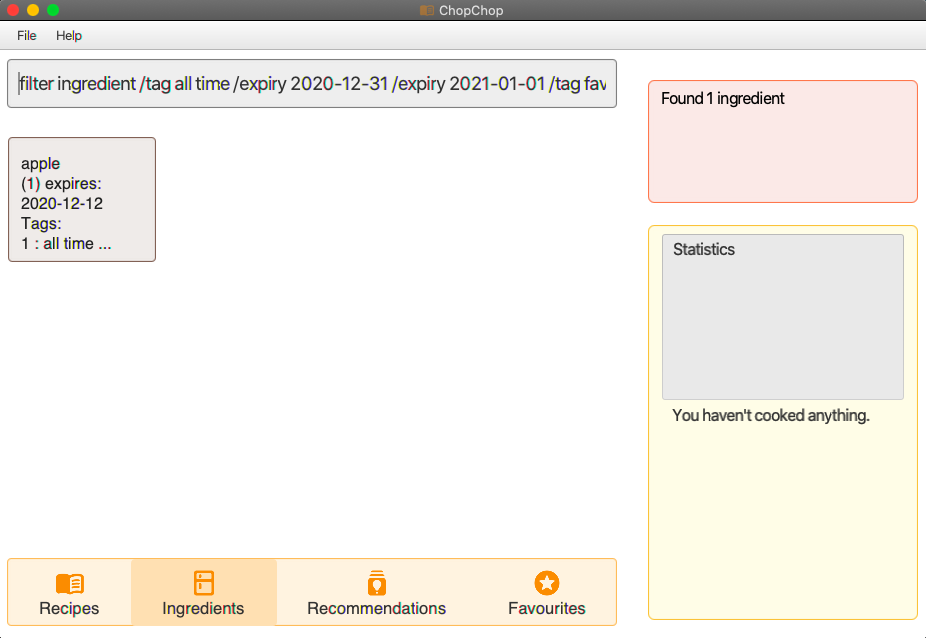 ChopChop
File Help
filter ingredient /tag all time /expiry 2020-12-31 /expiry 2021-01-01 /tag fav
Found 1 ingredient
apple
(1) expires:
2020-12-12
Tags:
1 : all time ...
Statistics
You haven't cooked anything.
Recipes Ingredients Recommendations Favourites